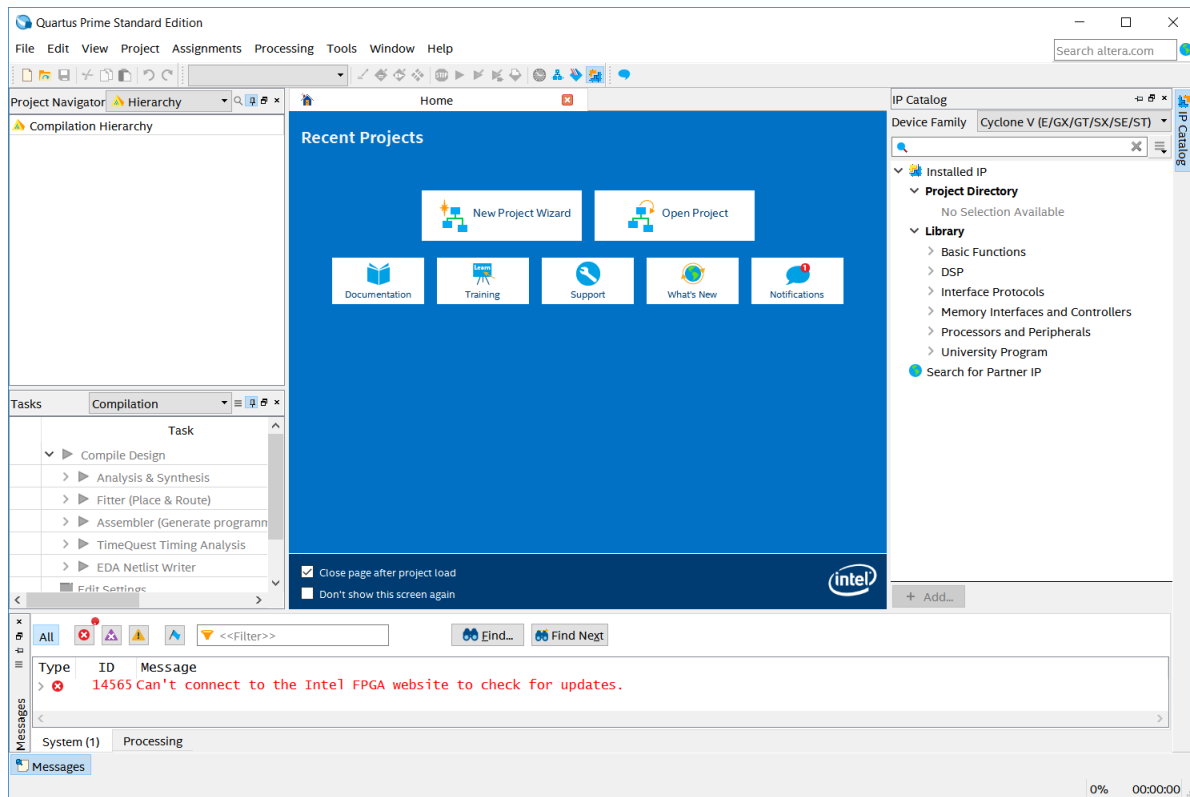 Quartus Prime Standard Edition
File Edit View Project Assignments Processing Tools Window Help
Search altera.com
Project Navigator Hierarchy
Compilation Hierarchy
Home
Recent Projects
New Project Wizard
Open Project
Documentation
Learn
Training
Support
What's New
1
Notifications
Close page after project load
Don't show this screen again
intel
IP Catalog
Device Family Cyclone V (E/GX/GT/SX/SE/ST)
Installed IP
Project Directory
No Selection Available
Library
Basic Functions
DSP
Interface Protocols
Memory Interfaces and Controllers
Processors and Peripherals
University Program
Search for Partner IP
+ Add...
IP Catalog
Tasks Compilation
Task
Compile Design
Analysis & Synthesis
Fitter (Place & Route)
Assembler (Generate programm
TimeQuest Timing Analysis
EDA Netlist Writer
Edit Settings
All
<<Filter>>
Find...
Find Next
Type ID Message
14565 Can't connect to the Intel FPGA website to check for updates.
Messages
System (1) Processing
Messages
0% 00:00:00